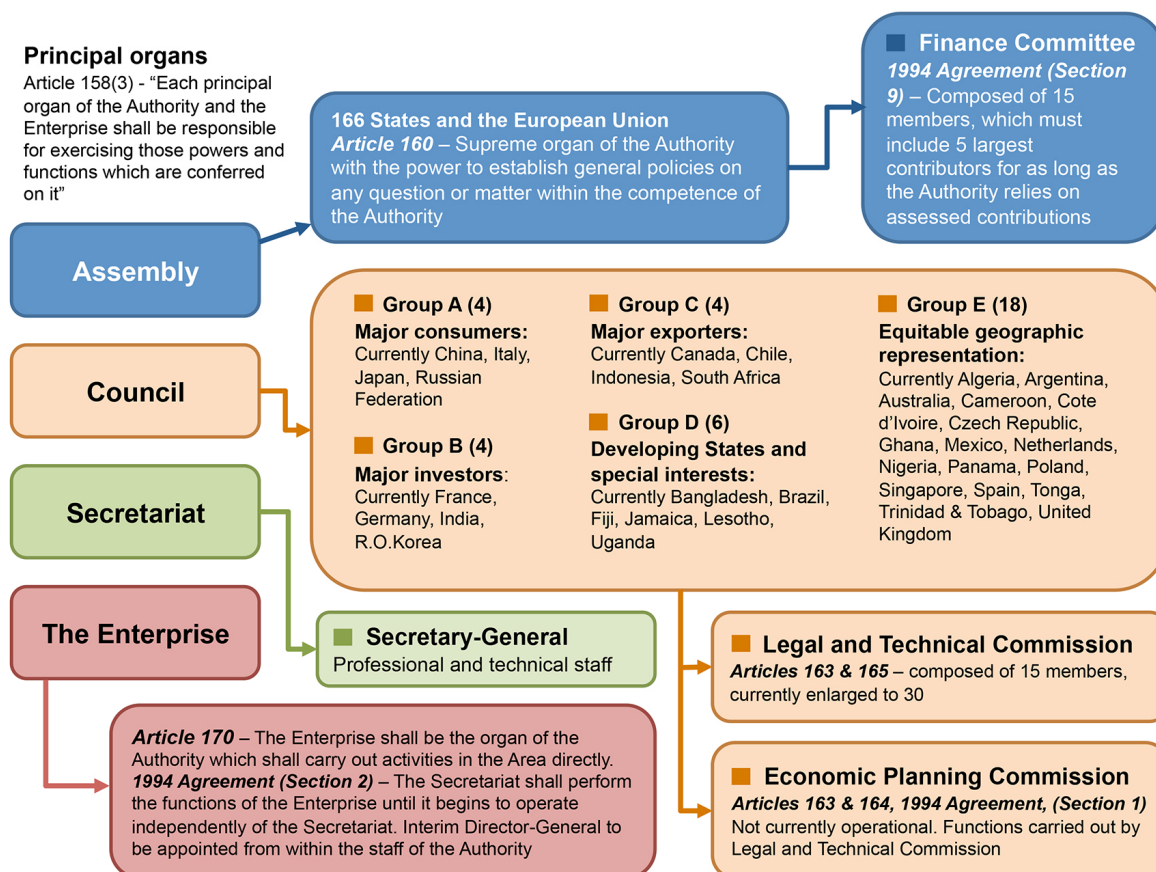 Principal organs
Article 158(3) - “Each principal
organ of the Authority and the
Enterprise shall be responsible
for exercising those powers and
functions which are conferred
on it”
166 States and the European Union
Article 160 – Supreme organ of the Authority
with the power to establish general policies on
any question or matter within the competence of
the Authority
Finance Committee
1994 Agreement (Section
9) – Composed of 15
members, which must
include 5 largest
contributors for as long as
the Authority relies on
assessed contributions
Assembly
Council
Secretariat
The Enterprise
Group A (4)
Major consumers:
Currently China, Italy,
Japan, Russian
Federation
Group B (4)
Major investors:
Currently France,
Germany, India,
R.O.Korea
Group C (4)
Major exporters:
Currently Canada, Chile,
Indonesia, South Africa
Group D (6)
Developing States and
special interests:
Currently Bangladesh, Brazil,
Fiji, Jamaica, Lesotho,
Uganda
Group E (18)
Equitable geographic
representation:
Currently Algeria, Argentina,
Australia, Cameroon, Cote
d’Ivoire, Czech Republic,
Ghana, Mexico, Netherlands,
Nigeria, Panama, Poland,
Singapore, Spain, Tonga,
Trinidad & Tobago, United
Kingdom
Secretary-General
Professional and technical staff
Legal and Technical Commission
Articles 163 & 165 – composed of 15 members,
currently enlarged to 30
Article 170 – The Enterprise shall be the organ of the
Authority which shall carry out activities in the Area directly.
1994 Agreement (Section 2) – The Secretariat shall perform
the functions of the Enterprise until it begins to operate
independently of the Secretariat. Interim Director-General to
be appointed from within the staff of the Authority
Economic Planning Commission
Articles 163 & 164, 1994 Agreement, (Section 1)
Not currently operational. Functions carried out by
Legal and Technical Commission